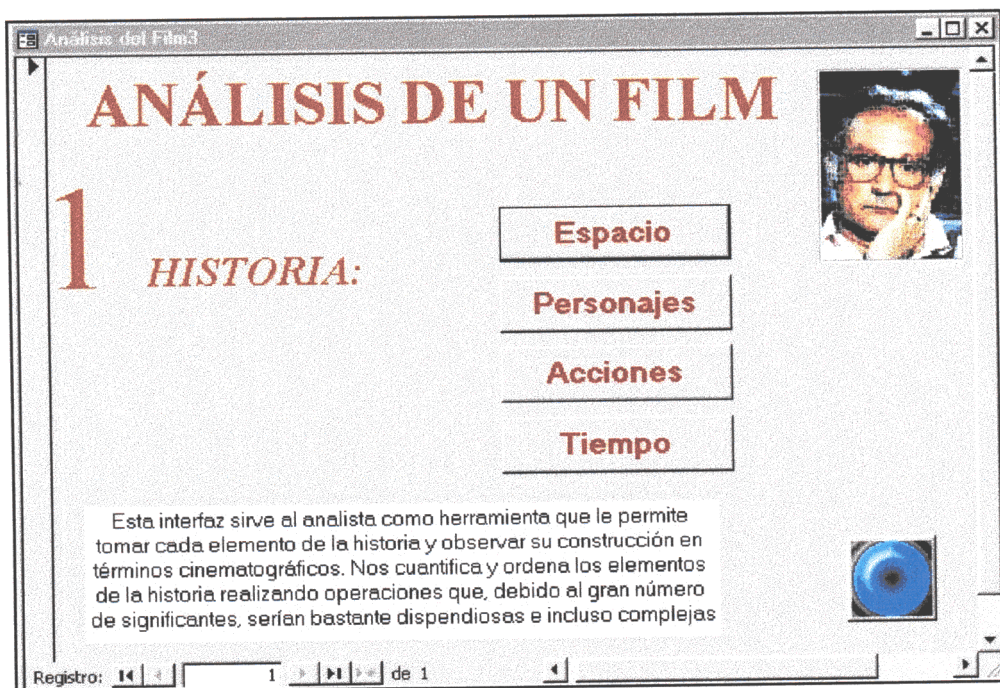 Análisis del Film3
ANÁLISIS DE UN FILM
1
HISTORIA:
Espacio
Personajes
Acciones
Tiempo
Esta interfaz sirve al analista como herramienta que le permite
tomar cada elemento de la historia y observar su construcción en
términos cinematográficos. Nos cuantifica y ordena los elementos
de la historia realizando operaciones que, debido al gran número
de significantes, serían bastante dispendiosas e incluso complejas
Registro: 1 de 1